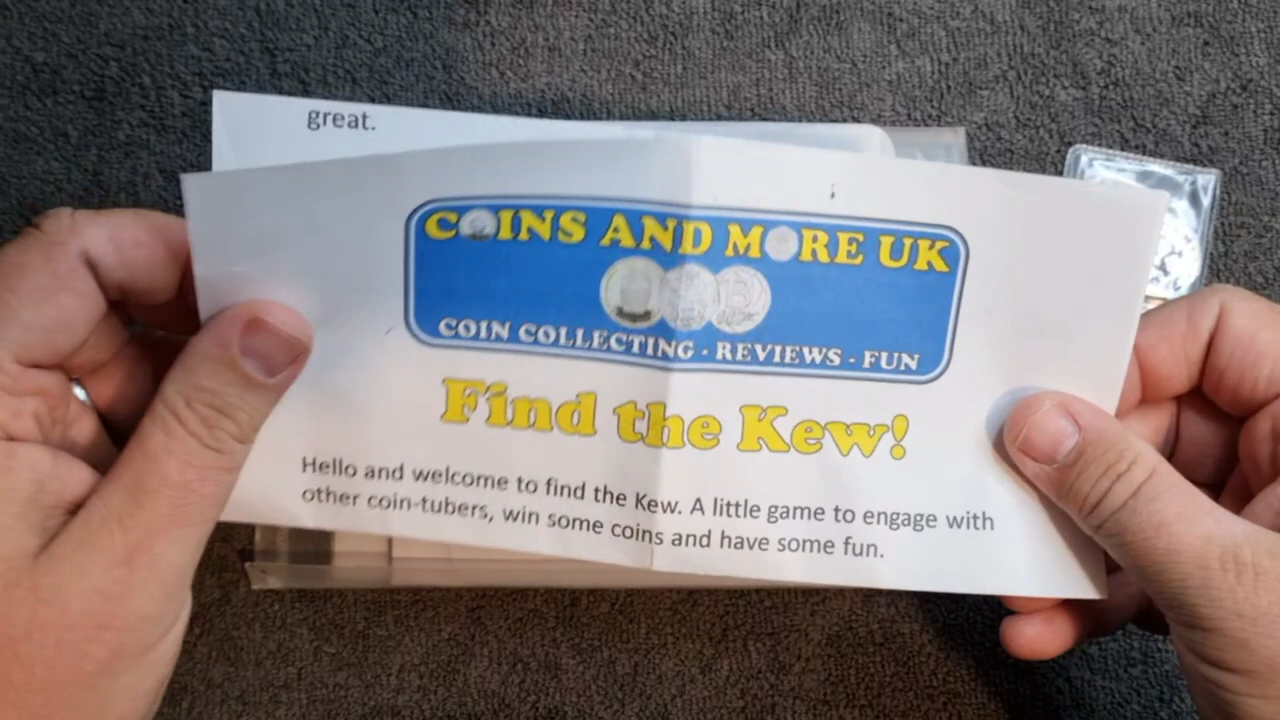 great.
COINS AND MORE UK
COIN COLLECTING - REVIEWS - FUN
Find the Kew!
Hello and welcome to find the Kew. A little game to engage with
other coin-tubers, win some coins and have some fun.